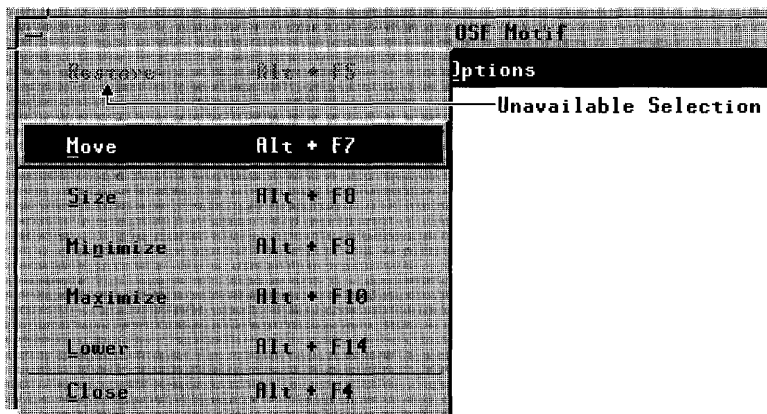 OSF Motif
Restore Alt + F5
Options
Unavailable Selection
Move Alt + F7
Size Alt + F8
Minimize Alt + F9
Maximize Alt + F10
Lower Alt + F14
Close Alt + F4